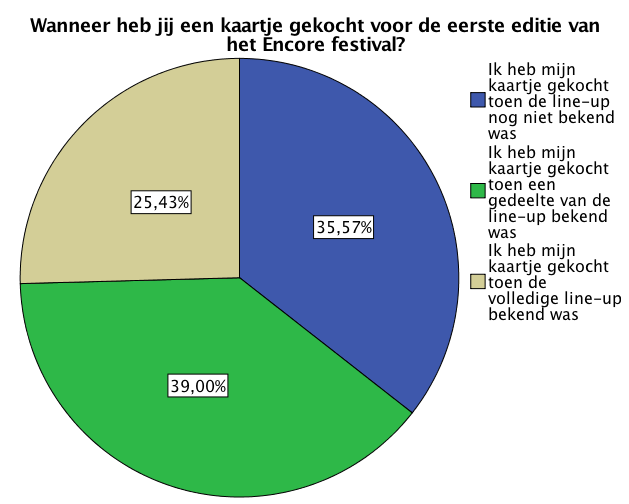 Wanneer heb jij een kaartje gekocht voor de eerste editie van
het Encore festival?
Ik heb mijn
kaartje gekocht
toen de line-up
nog niet bekend
was
Ik heb mijn
kaartje gekocht
toen een
gedeelte van de
line-up bekend
was
Ik heb mijn
kaartje gekocht
toen de
volledige line-up
bekend was
25,43%
35,57%
39,00%